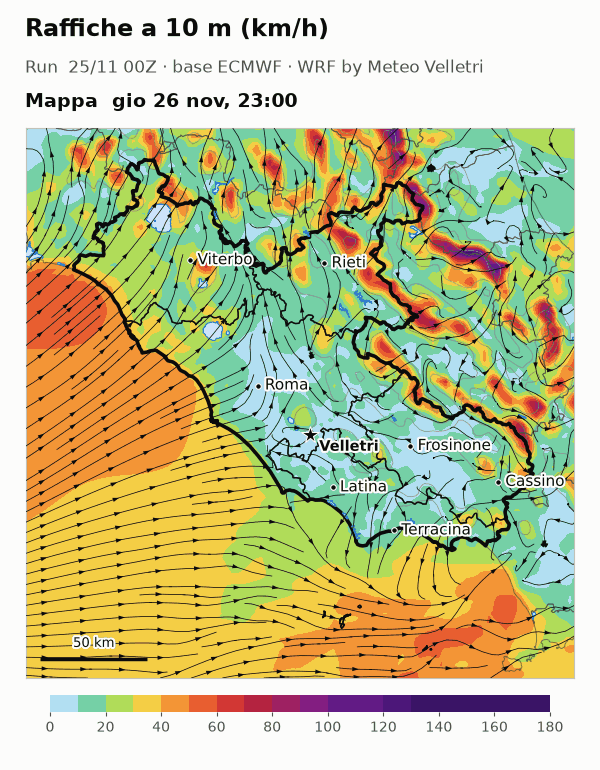 Raffiche a 10 m (km/h)
Run  25/11 00Z · base ECMWF · WRF by Meteo Velletri
Mappa  gio 26 nov, 23:00
Viterbo
Rieti
Roma
Velletri
Frosinone
Latina
Cassino
Terracina
50 km
0 20 40 60 80 100 120 140 160 180